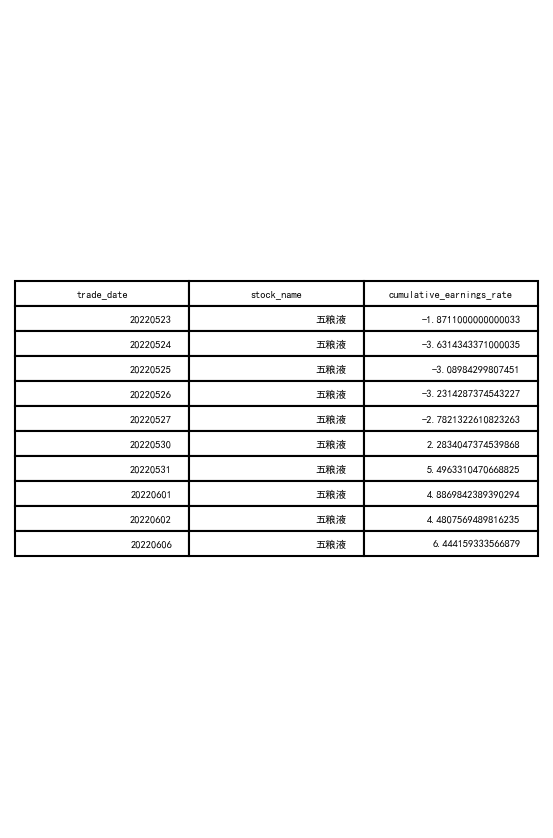 trade_date stock_name cumulative_earnings_rate
20220523 五粮液 -1.8711000000000033
20220524 五粮液 -3.6314343371000035
20220525 五粮液 -3.08984299807451
20220526 五粮液 -3.2314287374543227
20220527 五粮液 -2.7821322610823263
20220530 五粮液 2.2834047374539868
20220531 五粮液 5.4963310470668825
20220601 五粮液 4.8869842389390294
20220602 五粮液 4.4807569489816235
20220606 五粮液 6.444159333566879